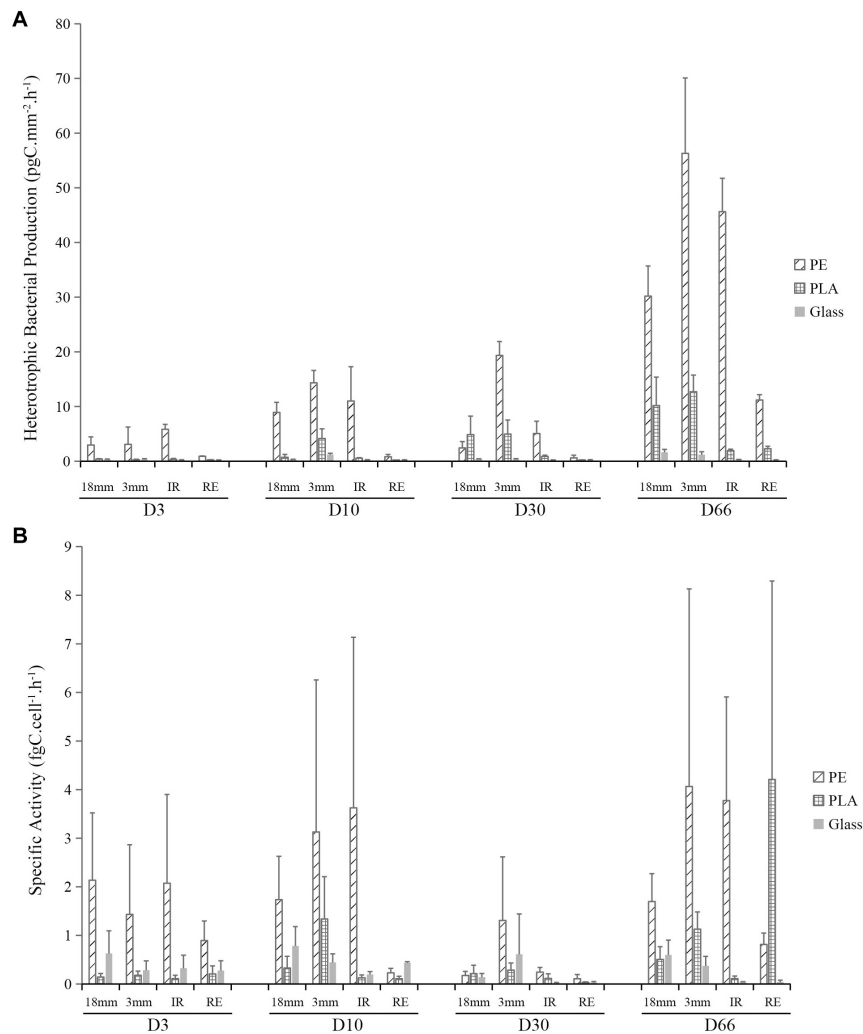 A
Heterotrophic Bacterial Production (pgC.mm⁻².h⁻¹)
80
70
60
50
40
30
20
10
0
18mm 3mm IR RE 18mm 3mm IR RE 18mm 3mm IR RE 18mm 3mm IR RE
D3 D10 D30 D66
PE
PLA
Glass
B
Specific Activity (fgC.cell⁻¹.h⁻¹)
9
8
7
6
5
4
3
2
1
0
18mm 3mm IR RE 18mm 3mm IR RE 18mm 3mm IR RE 18mm 3mm IR RE
D3 D10 D30 D66
PE
PLA
Glass